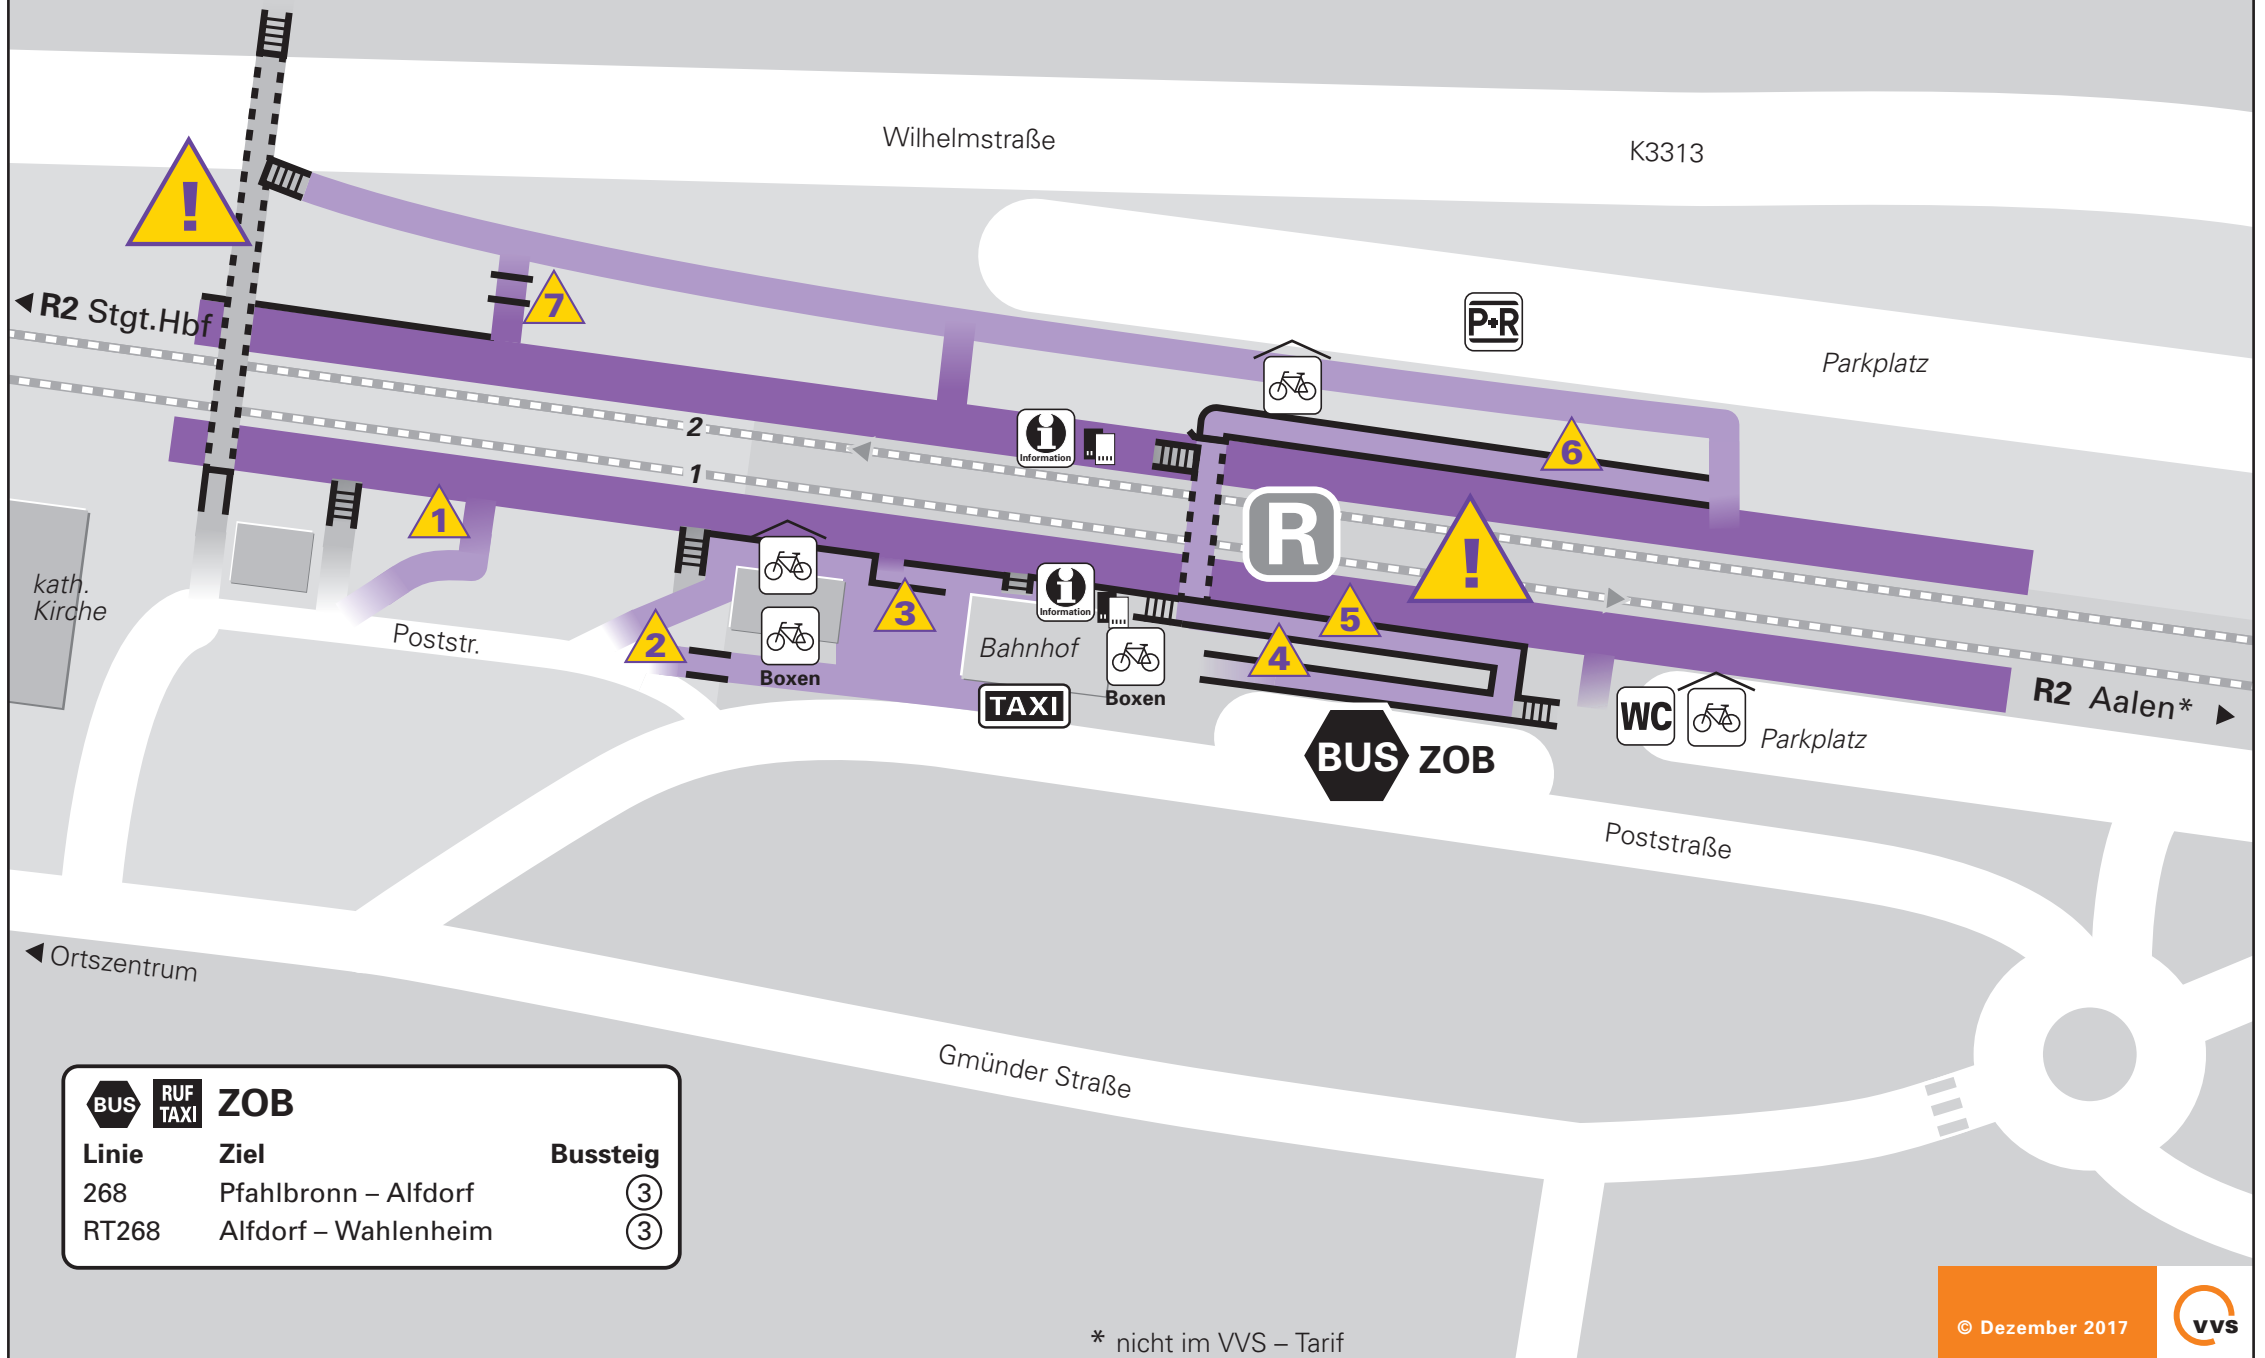 Wilhelmstraße
K3313
!
◄ R2 Stgt.Hbf
7
P+R
Parkplatz
2
1
Information
6
R
!
1
kath.
Kirche
Poststr.
2
Boxen
3
Bahnhof
Information
Boxen
TAXI
5
4
BUS ZOB
WC
Parkplatz
R2 Aalen* ►
Poststraße
◄ Ortszentrum
Gmünder Straße
BUS RUF TAXI ZOB
Linie Ziel Bussteig
268 Pfahlbronn – Alfdorf 3
RT268 Alfdorf – Wahlenheim 3
* nicht im VVS – Tarif
© Dezember 2017
vvs